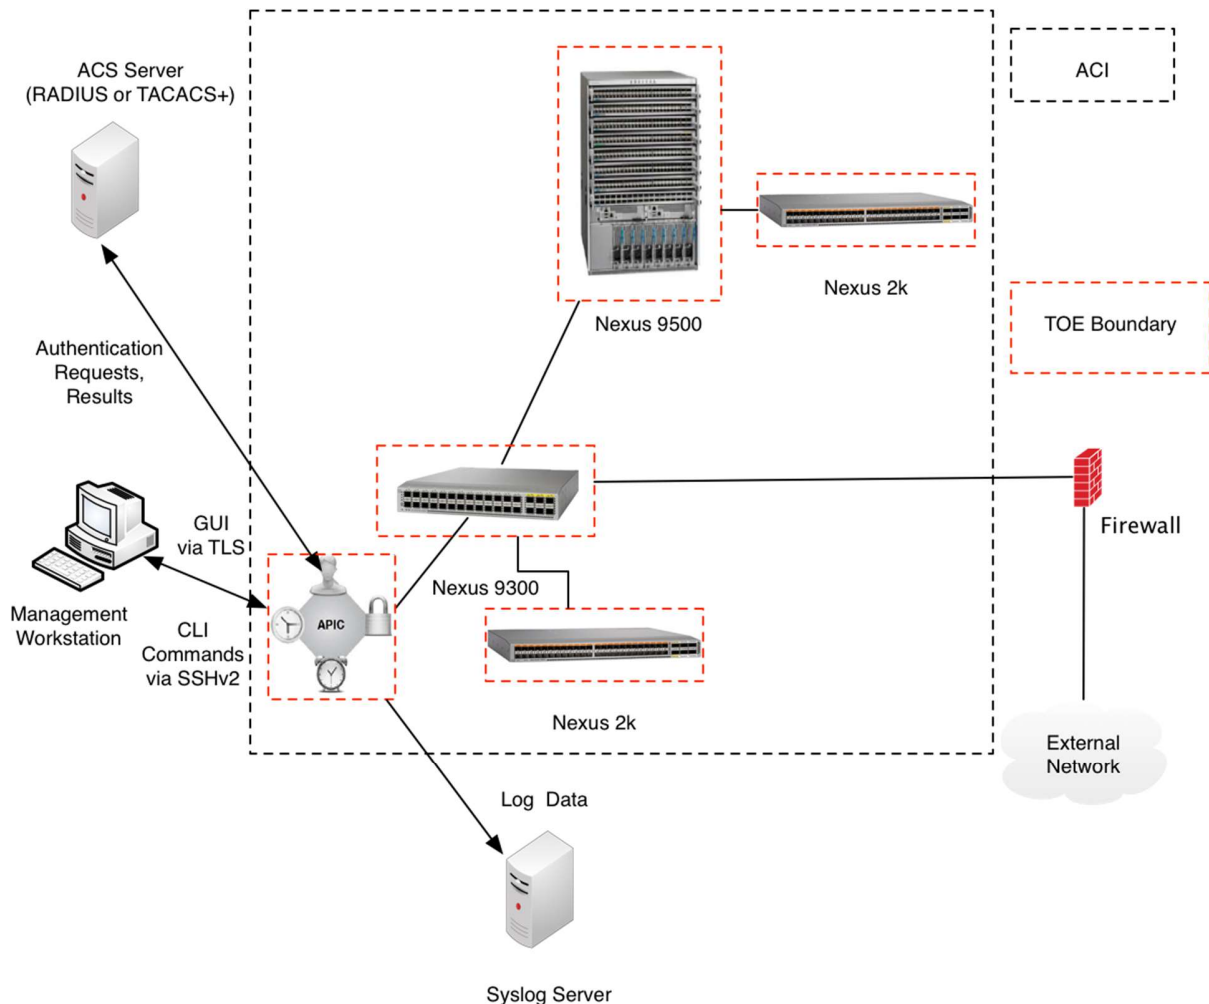 ACS Server
(RADIUS or TACACS+)
ACI
Nexus 2k
Nexus 9500
TOE Boundary
Authentication
Requests,
Results
GUI
via TLS
Firewall
Nexus 9300
Management
Workstation
APIC
CLI
Commands
via SSHv2
Nexus 2k
External
Network
Log Data
Syslog Server